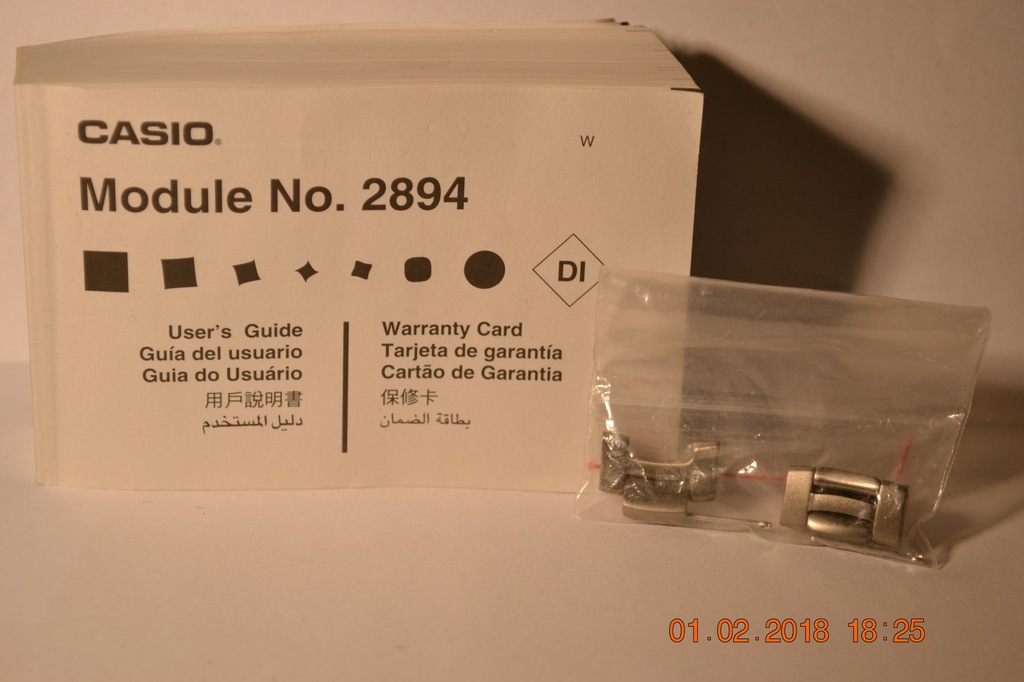 CASIO®
W
Module No. 2894
DI
User's Guide
Guía del usuario
Guia do Usuário
用戶說明書
دليل المستخدم
Warranty Card
Tarjeta de garantía
Cartão de Garantia
保修卡
بطاقة الضمان
01.02.2018 18:25